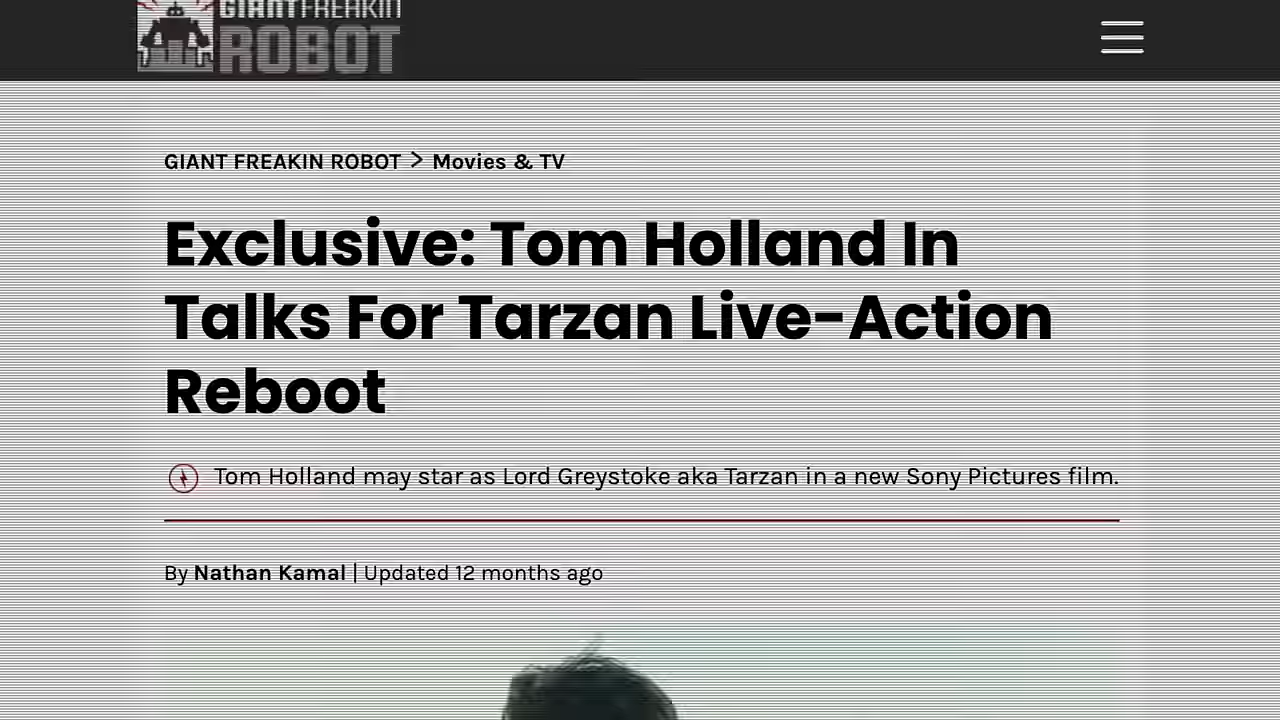 GIANT FREAKIN
ROBOT
GIANT FREAKIN ROBOT > Movies & TV
Exclusive: Tom Holland In
Talks For Tarzan Live-Action
Reboot
Tom Holland may star as Lord Greystoke aka Tarzan in a new Sony Pictures film.
By Nathan Kamal | Updated 12 months ago